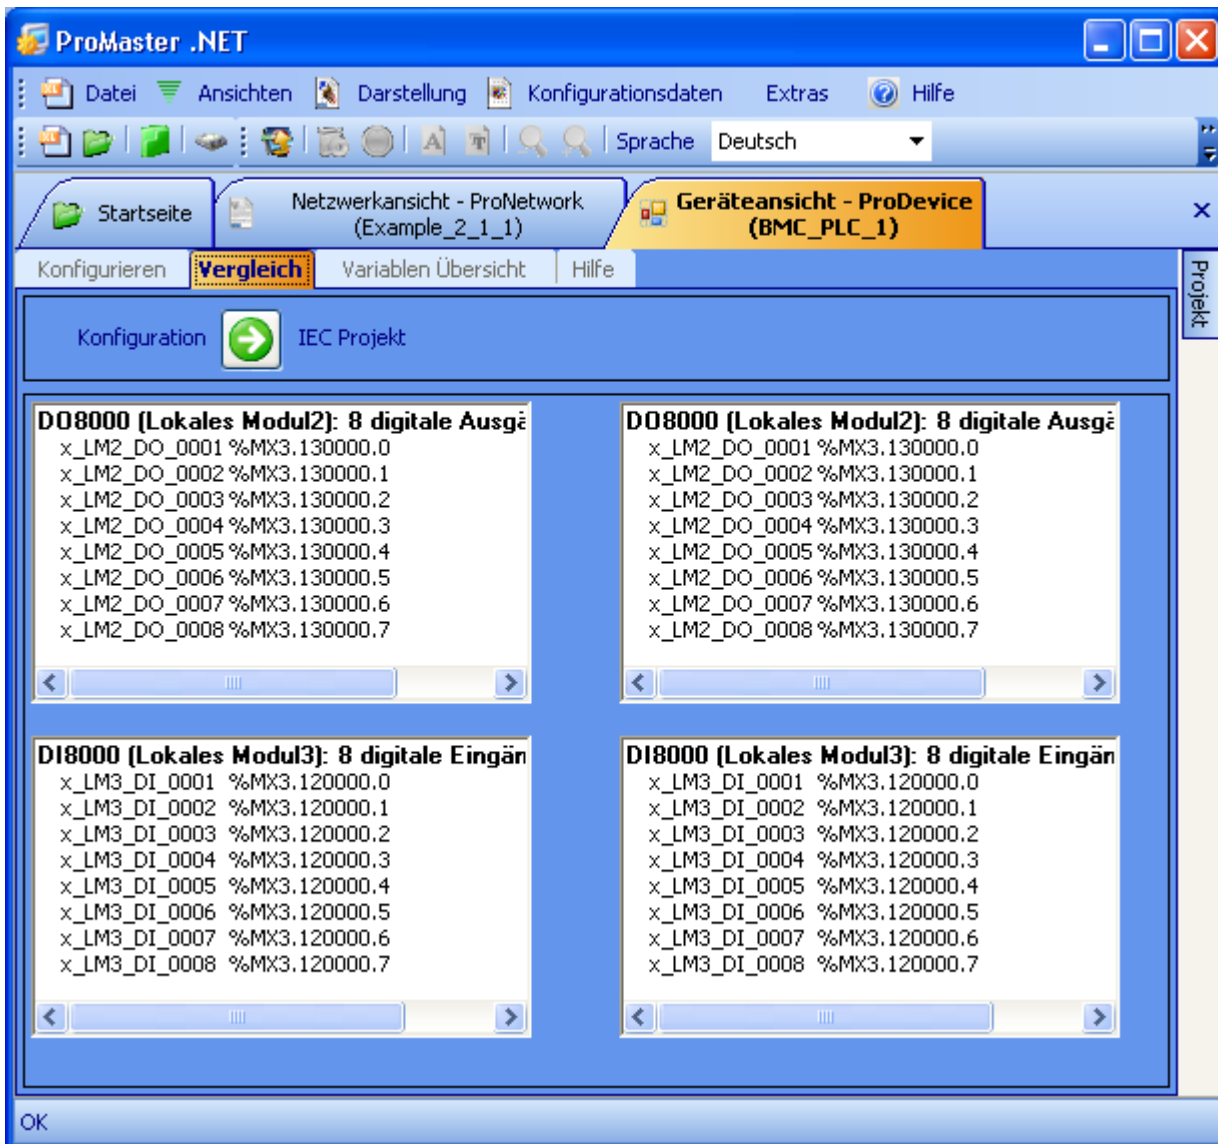 ProMaster .NET
Datei Ansichten Darstellung Konfigurationsdaten Extras Hilfe
Sprache Deutsch
Startseite
Netzwerkansicht - ProNetwork
(Example_2_1_1)
Geräteansicht - ProDevice
(BMC_PLC_1)
Konfigurieren Vergleich Variablen Übersicht Hilfe
Projekt
Konfiguration IEC Projekt
DO8000 (Lokales Modul2): 8 digitale Ausgä
x_LM2_DO_0001 %MX3.130000.0
x_LM2_DO_0002 %MX3.130000.1
x_LM2_DO_0003 %MX3.130000.2
x_LM2_DO_0004 %MX3.130000.3
x_LM2_DO_0005 %MX3.130000.4
x_LM2_DO_0006 %MX3.130000.5
x_LM2_DO_0007 %MX3.130000.6
x_LM2_DO_0008 %MX3.130000.7
DO8000 (Lokales Modul2): 8 digitale Ausgä
x_LM2_DO_0001 %MX3.130000.0
x_LM2_DO_0002 %MX3.130000.1
x_LM2_DO_0003 %MX3.130000.2
x_LM2_DO_0004 %MX3.130000.3
x_LM2_DO_0005 %MX3.130000.4
x_LM2_DO_0006 %MX3.130000.5
x_LM2_DO_0007 %MX3.130000.6
x_LM2_DO_0008 %MX3.130000.7
DI8000 (Lokales Modul3): 8 digitale Eingän
x_LM3_DI_0001 %MX3.120000.0
x_LM3_DI_0002 %MX3.120000.1
x_LM3_DI_0003 %MX3.120000.2
x_LM3_DI_0004 %MX3.120000.3
x_LM3_DI_0005 %MX3.120000.4
x_LM3_DI_0006 %MX3.120000.5
x_LM3_DI_0007 %MX3.120000.6
x_LM3_DI_0008 %MX3.120000.7
DI8000 (Lokales Modul3): 8 digitale Eingän
x_LM3_DI_0001 %MX3.120000.0
x_LM3_DI_0002 %MX3.120000.1
x_LM3_DI_0003 %MX3.120000.2
x_LM3_DI_0004 %MX3.120000.3
x_LM3_DI_0005 %MX3.120000.4
x_LM3_DI_0006 %MX3.120000.5
x_LM3_DI_0007 %MX3.120000.6
x_LM3_DI_0008 %MX3.120000.7
OK